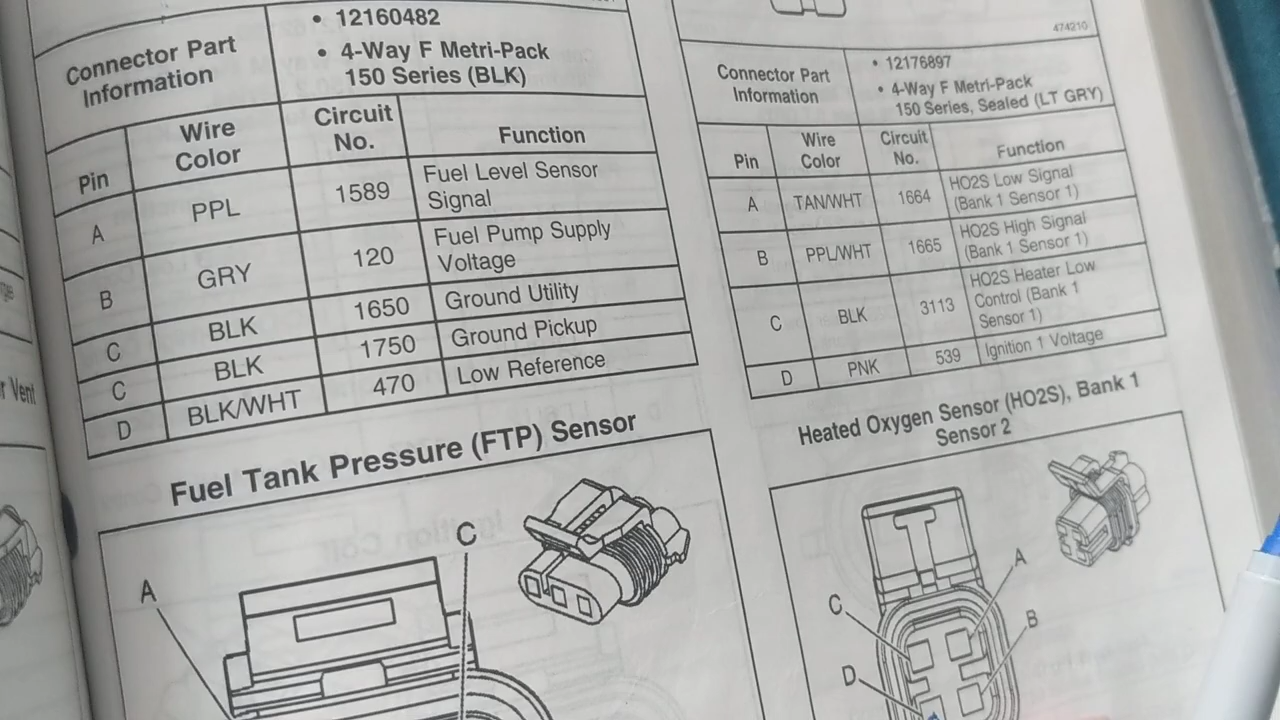 Connector Part
Information
• 12160482
• 4-Way F Metri-Pack
150 Series (BLK)
Pin
Wire
Color
Circuit
No.
Function
A
PPL
1589
Fuel Level Sensor
Signal
B
GRY
120
Fuel Pump Supply
Voltage
C
BLK
1650
Ground Utility
C
BLK
1750
Ground Pickup
D
BLK/WHT
470
Low Reference
Fuel Tank Pressure (FTP) Sensor
A
C
r Vent
474210
Connector Part
Information
• 12176897
• 4-Way F Metri-Pack
150 Series, Sealed (LT GRY)
Pin
Wire
Color
Circuit
No.
Function
A
TAN/WHT
1664
HO2S Low Signal
(Bank 1 Sensor 1)
B
PPL/WHT
1665
HO2S High Signal
(Bank 1 Sensor 1)
C
BLK
3113
HO2S Heater Low
Control (Bank 1
Sensor 1)
D
PNK
539
Ignition 1 Voltage
Heated Oxygen Sensor (HO2S), Bank 1
Sensor 2
A
C
B
D